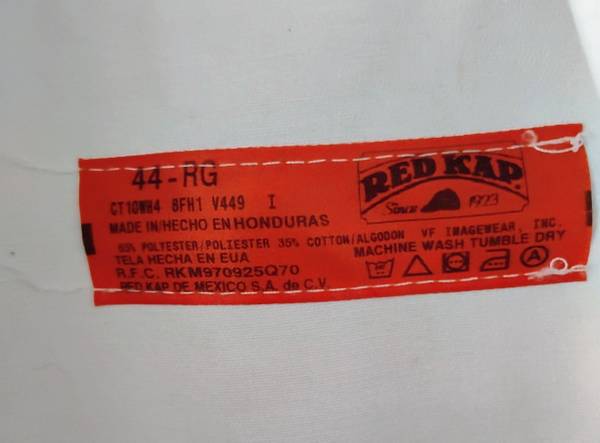 44-RG
CT10WH4 8FH1 V449 I
MADE IN/HECHO EN HONDURAS
65% POLYESTER/POLIESTER 35% COTTON/ALGODON
TELA HECHA EN EUA
R.F.C. RKM970925Q70
RED KAP DE MEXICO S.A. de C.V.
RED KAP
Since 1923
VF IMAGEWEAR, INC.
MACHINE WASH TUMBLE DRY
A